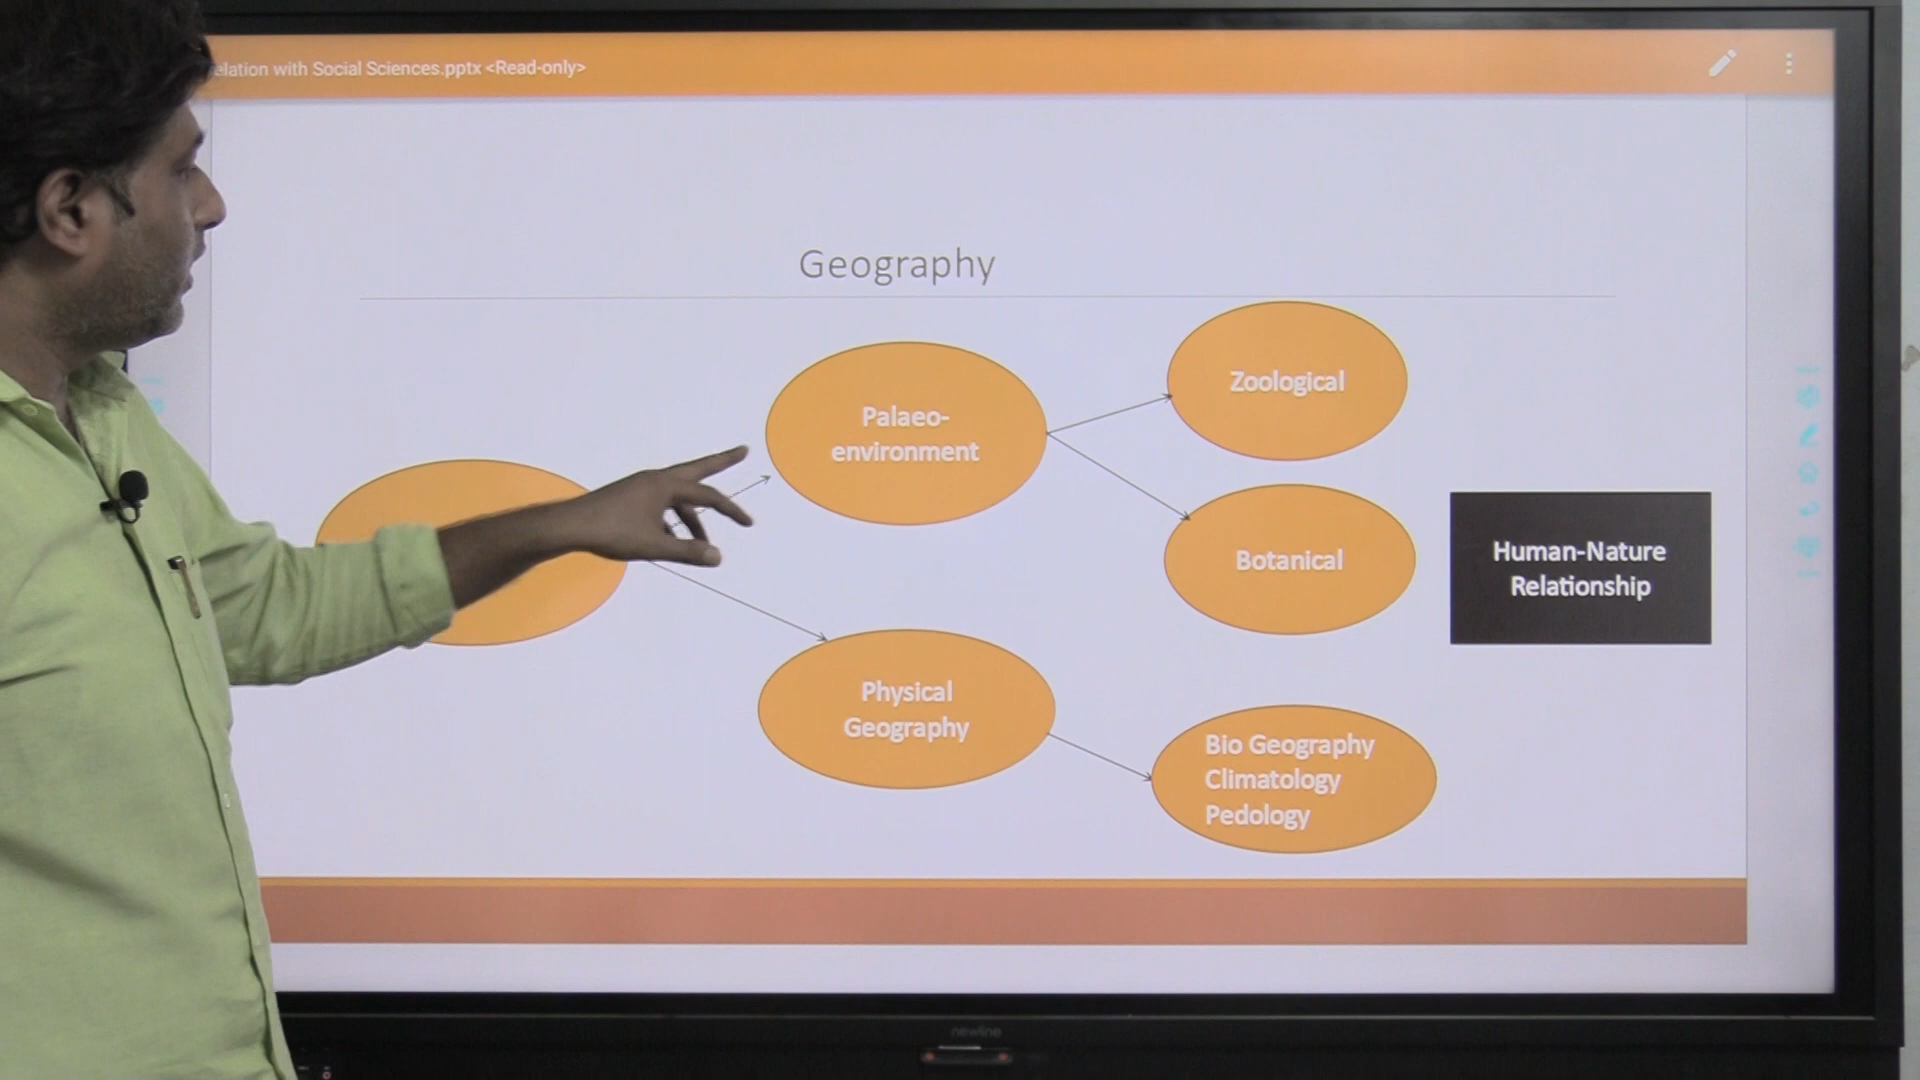 elation with Social Sciences.pptx <Read-only>
Geography
Palaeo-
environment
Zoological
Botanical
Human-Nature
Relationship
Physical
Geography
Bio Geography
Climatology
Pedology
newline